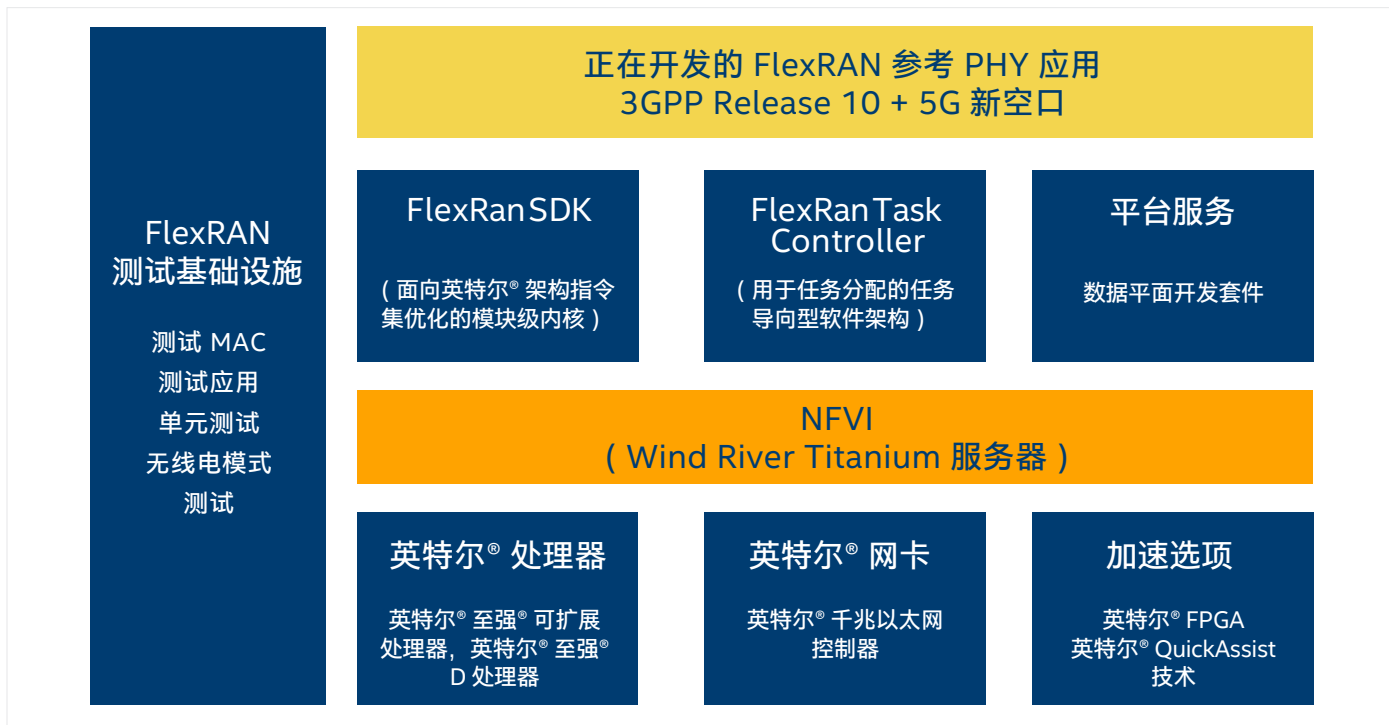 FlexRAN
测试基础设施
测试 MAC
测试应用
单元测试
无线电模式
测试
正在开发的 FlexRAN 参考 PHY 应用
3GPP Release 10 + 5G 新空口
FlexRan SDK
（面向英特尔® 架构指令
集优化的模块级内核）
FlexRan Task
Controller
（用于任务分配的任务
导向型软件架构）
平台服务
数据平面开发套件
NFVI
（Wind River Titanium 服务器）
英特尔® 处理器
英特尔® 至强® 可扩展
处理器，英特尔® 至强®
D 处理器
英特尔® 网卡
英特尔® 千兆以太网
控制器
加速选项
英特尔® FPGA
英特尔® QuickAssist
技术